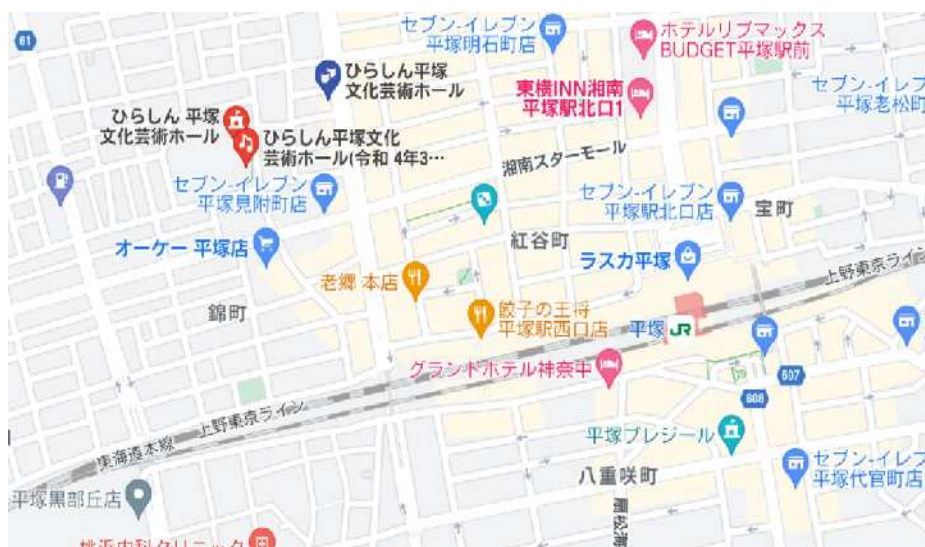 セブン-イレブン
平塚明石町店
ホテルリブマックス
BUDGET平塚駅前
61
ひらしん平塚
文化芸術ホール
東横INN湘南
平塚駅北口1
セブン-イレブ
平塚老松町
ひらしん 平塚
文化芸術ホール
ひらしん平塚文化
芸術ホール(令和 4年3…
湘南スターモール
セブン-イレブン
平塚見附町店
セブン-イレブン
平塚駅北口店
宝町
紅谷町
オーケー 平塚店
ラスカ平塚
上野東京ライン
老郷 本店
錦町
餃子の王将
平塚駅西口店
平塚
JR
グランドホテル神奈中
607
608
上野東京ライン
東海道本線
平塚プレジール
八重咲町
セブン-イレブ
平塚代官町店
平塚黒部丘店
桃浜内科クリニック